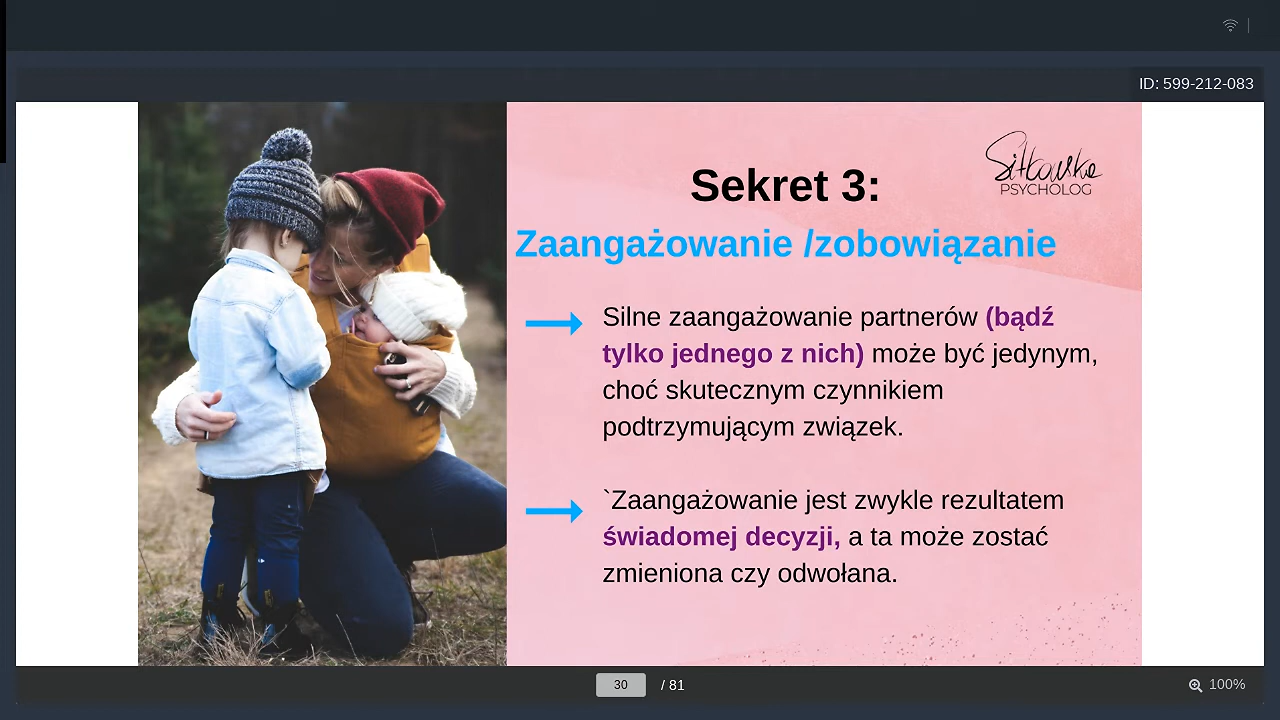 ID: 599-212-083
Siłkowska
PSYCHOLOG
Sekret 3:
Zaangażowanie /zobowiązanie
Silne zaangażowanie partnerów (bądź
tylko jednego z nich) może być jedynym,
choć skutecznym czynnikiem
podtrzymującym związek.
`Zaangażowanie jest zwykle rezultatem
świadomej decyzji, a ta może zostać
zmieniona czy odwołana.
30 / 81
100%